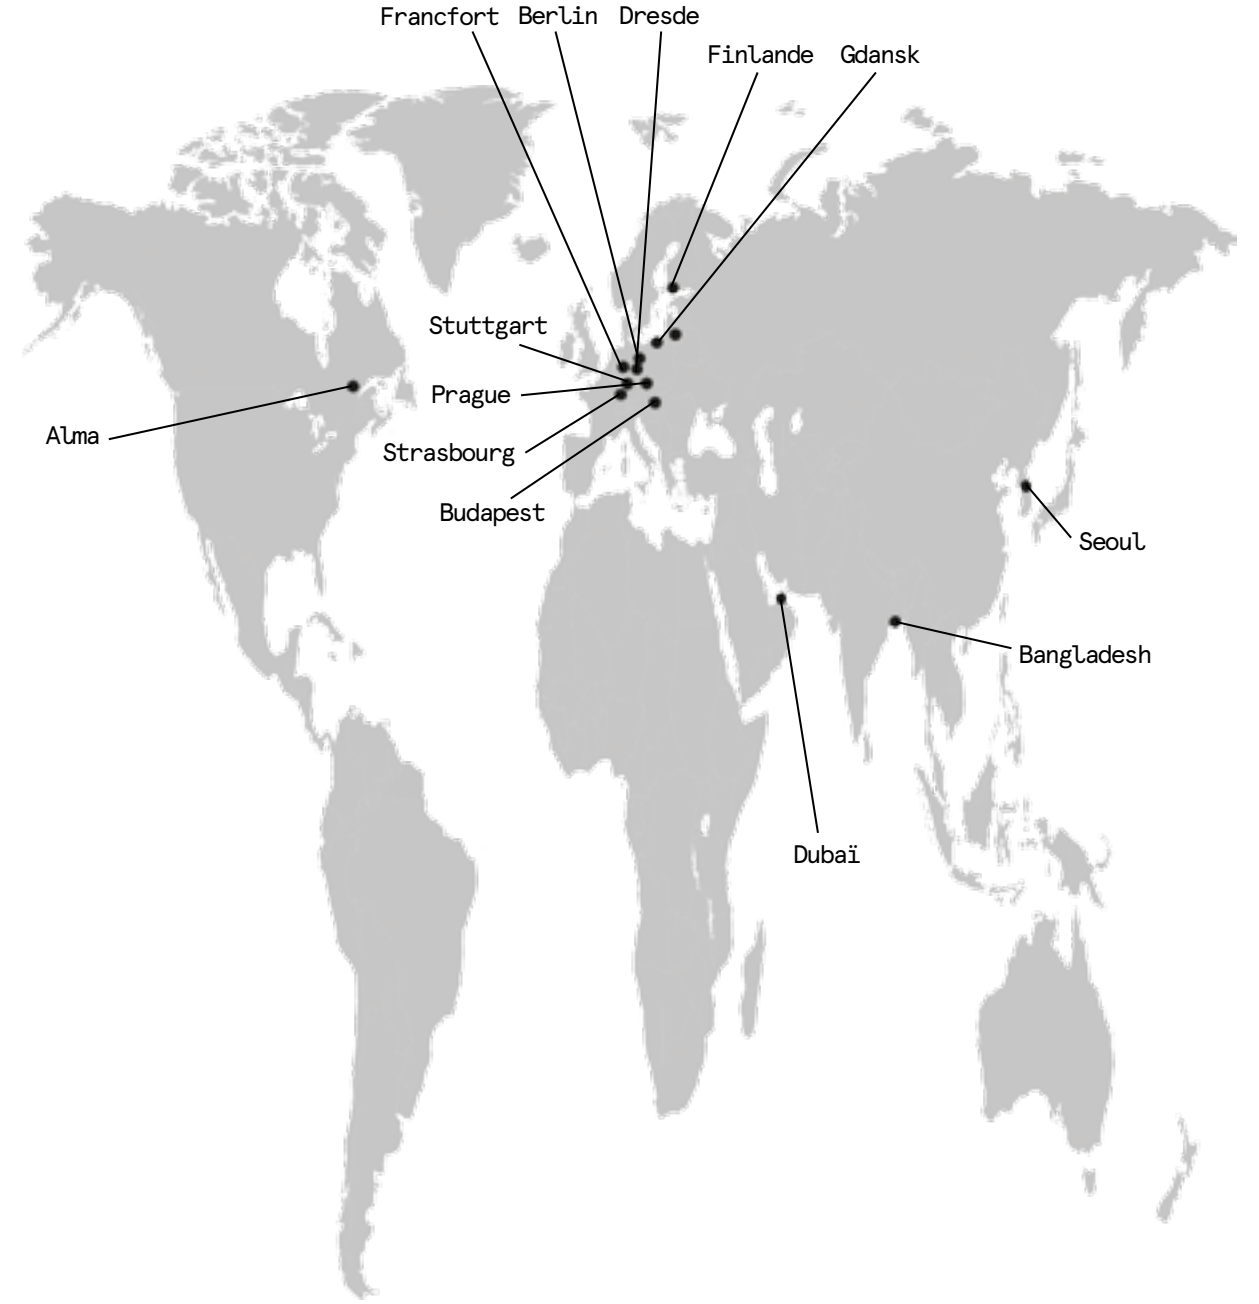 Francfort
Berlin
Dresde
Finlande
Gdansk
Stuttgart
Prague
Alma
Strasbourg
Budapest
Seoul
Bangladesh
Dubaï